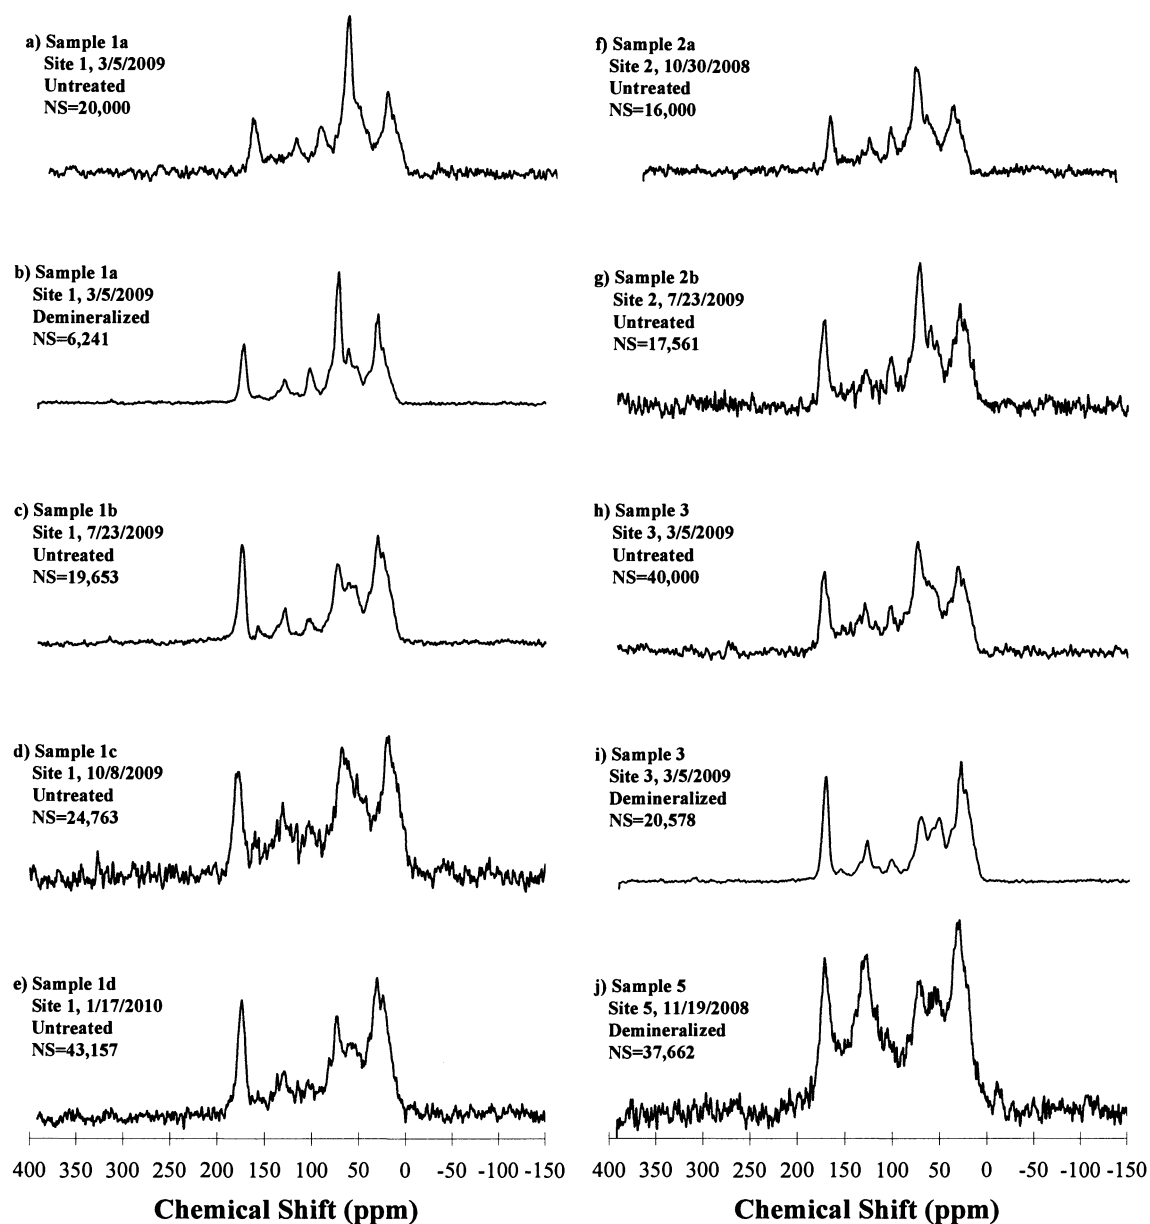 a) Sample 1a
Site 1, 3/5/2009
Untreated
NS=20,000
b) Sample 1a
Site 1, 3/5/2009
Demineralized
NS=6,241
c) Sample 1b
Site 1, 7/23/2009
Untreated
NS=19,653
d) Sample 1c
Site 1, 10/8/2009
Untreated
NS=24,763
e) Sample 1d
Site 1, 1/17/2010
Untreated
NS=43,157
400 350 300 250 200 150 100 50 0 -50 -100 -150
Chemical Shift (ppm)
f) Sample 2a
Site 2, 10/30/2008
Untreated
NS=16,000
g) Sample 2b
Site 2, 7/23/2009
Untreated
NS=17,561
h) Sample 3
Site 3, 3/5/2009
Untreated
NS=40,000
i) Sample 3
Site 3, 3/5/2009
Demineralized
NS=20,578
j) Sample 5
Site 5, 11/19/2008
Demineralized
NS=37,662
400 350 300 250 200 150 100 50 0 -50 -100 -150
Chemical Shift (ppm)